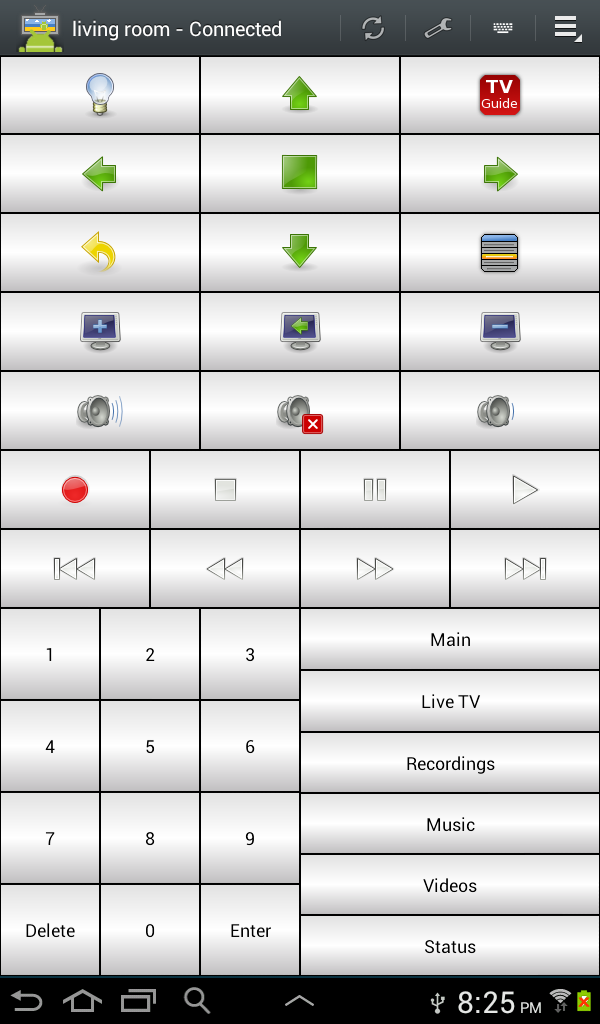 living room - Connected
TV
Guide
1 2 3
Main
Live TV
4 5 6
Recordings
7 8 9
Music
Videos
Delete 0 Enter
Status
8:25 PM